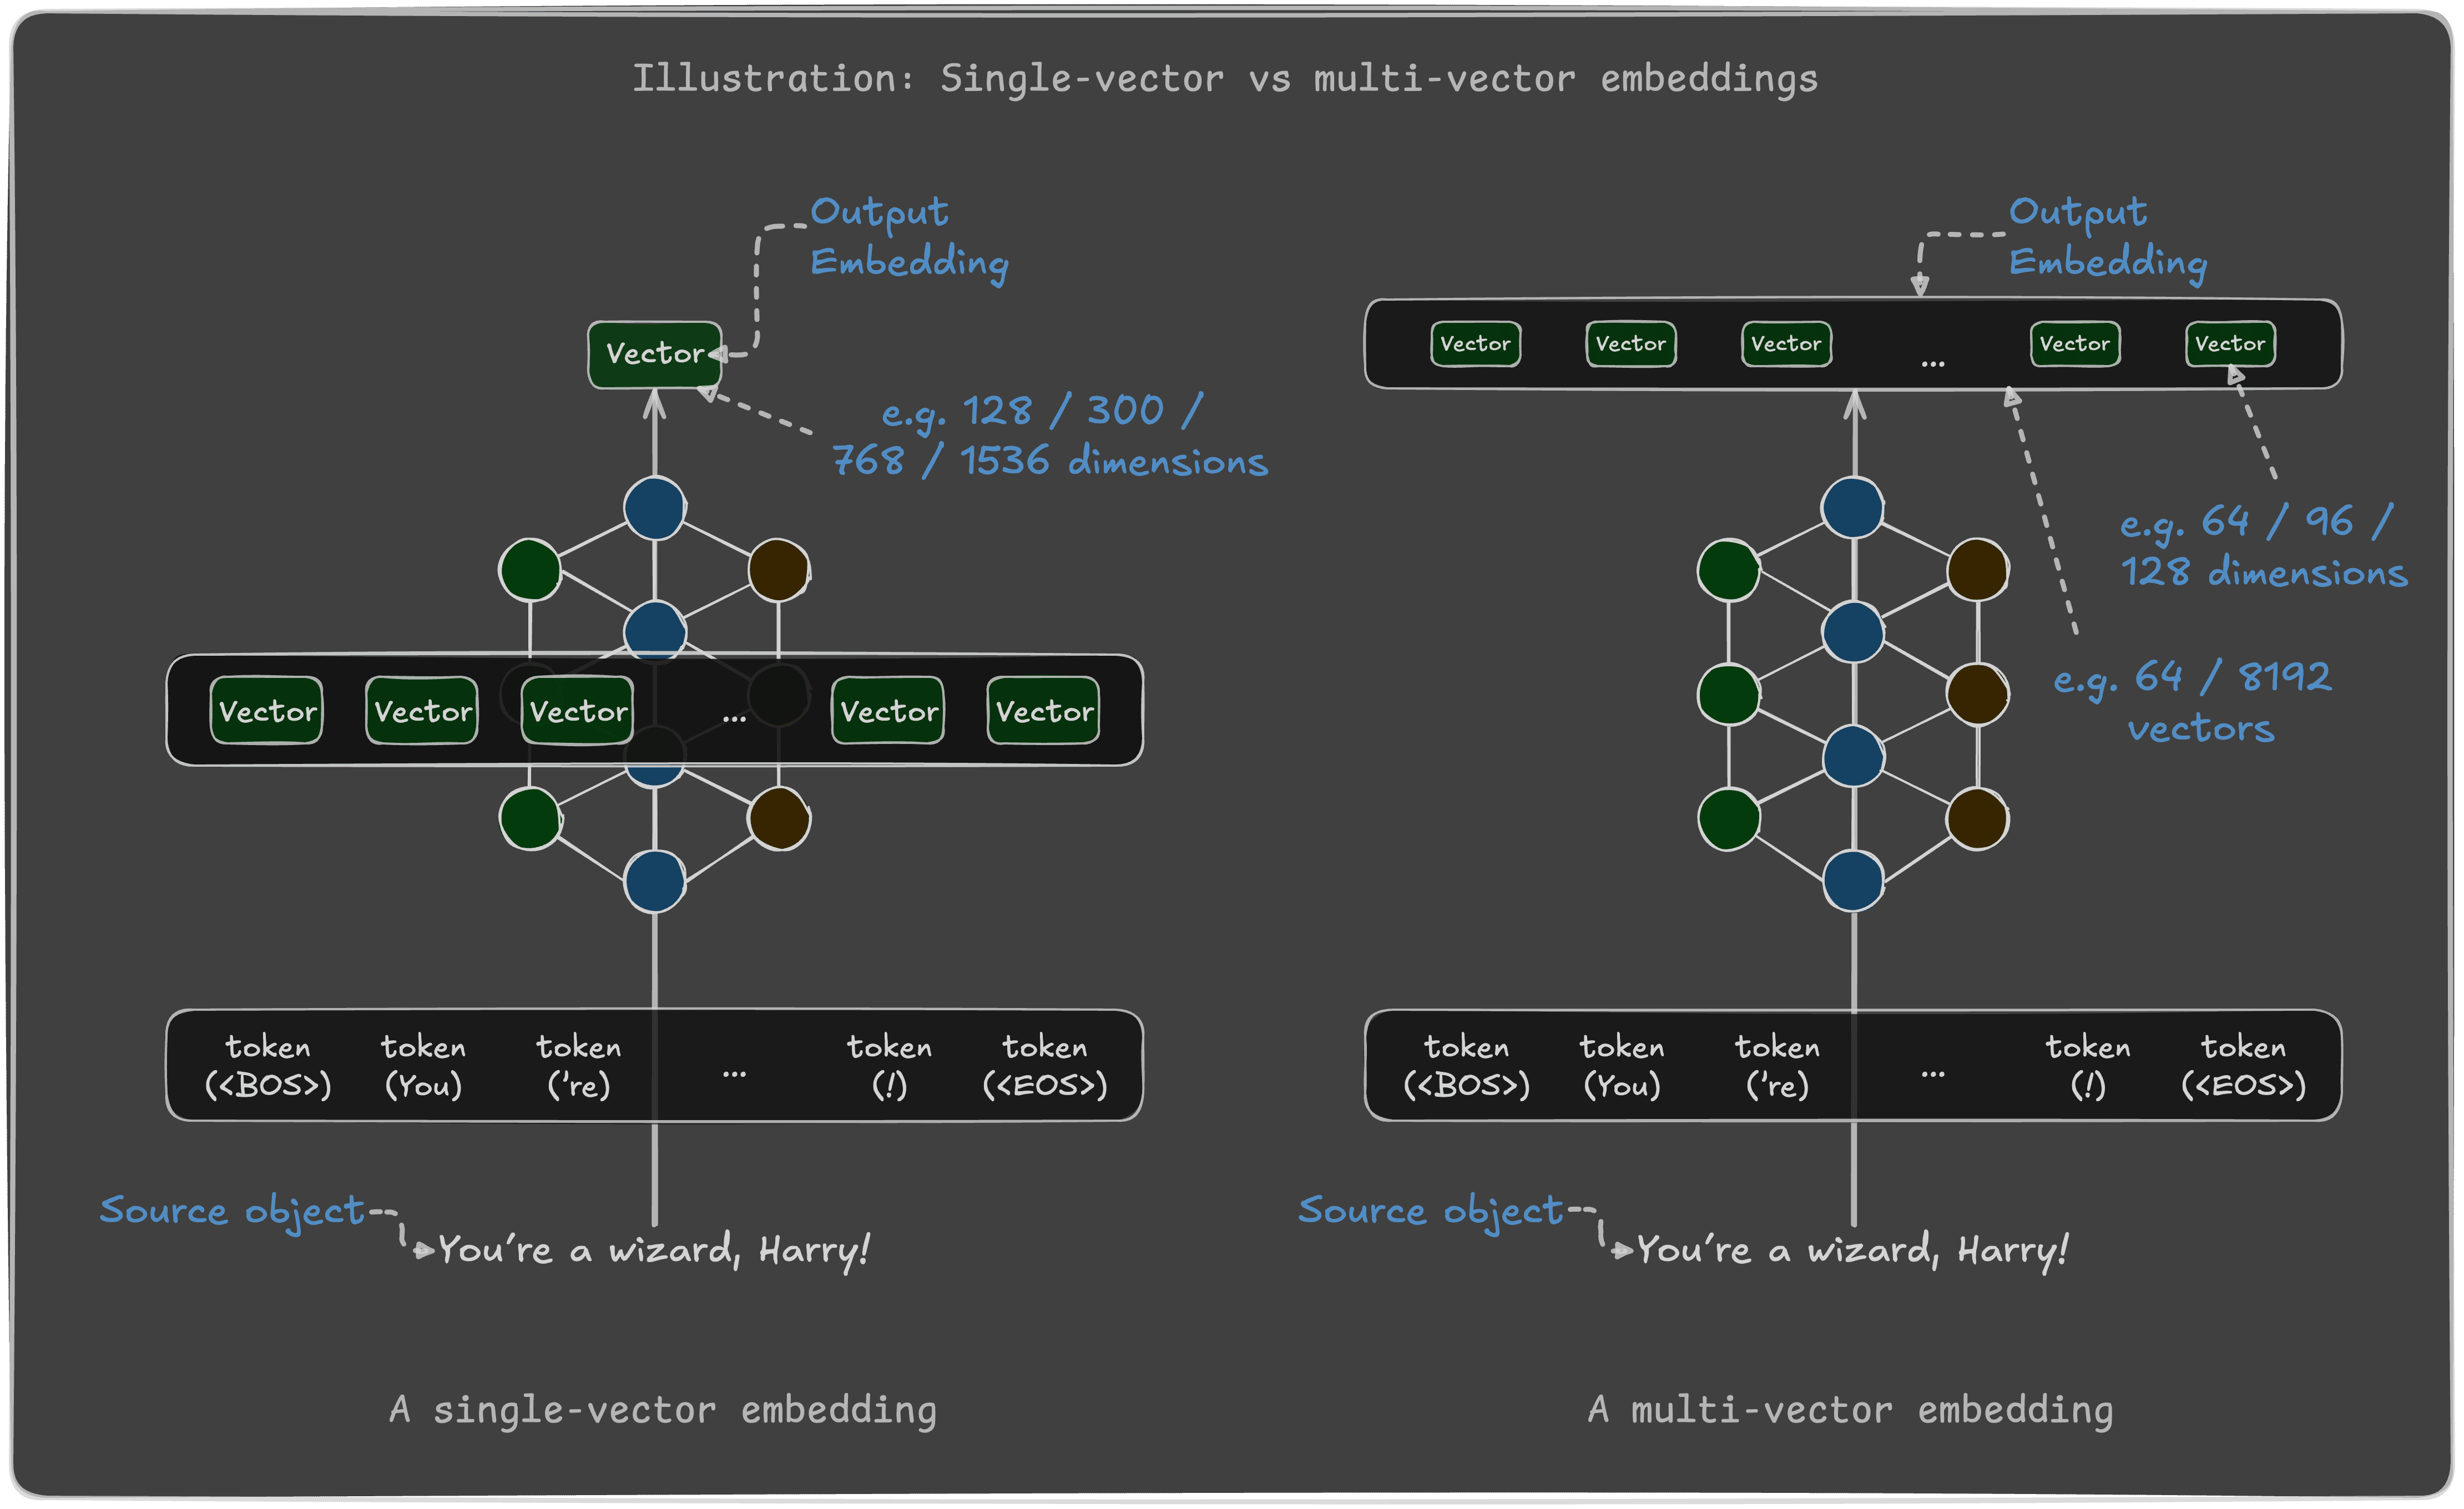 Illustration: Single-vector vs multi-vector embeddings
Output
Embedding
Vector
e.g. 128 / 300 /
768 / 1536 dimensions
Vector Vector Vector ... Vector Vector
token token token token token
(<BOS>) (You) ('re) ... (!) (<EOS>)
Source object
You're a wizard, Harry!
A single-vector embedding
Output
Embedding
Vector Vector Vector ... Vector Vector
e.g. 64 / 96 /
128 dimensions
e.g. 64 / 8192
vectors
token token token token token
(<BOS>) (You) ('re) ... (!) (<EOS>)
Source object
You're a wizard, Harry!
A multi-vector embedding